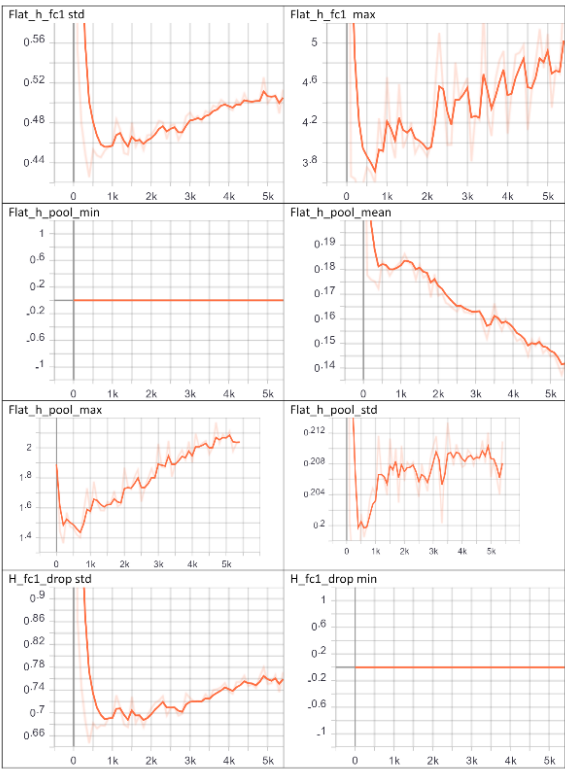 Flat_h_fc1 std
0.56
0.52
0.48
0.44
0 1k 2k 3k 4k 5k
Flat_h_fc1 max
5
4.6
4.2
3.8
0 1k 2k 3k 4k 5k
Flat_h_pool_min
1
0.6
0.2
-0.2
-0.6
-1
0 1k 2k 3k 4k 5k
Flat_h_pool_mean
0.19
0.18
0.17
0.16
0.15
0.14
0 1k 2k 3k 4k 5k
Flat_h_pool_max
2
1.8
1.6
1.4
0 1k 2k 3k 4k 5k
Flat_h_pool_std
0.212
0.208
0.204
0.2
0 1k 2k 3k 4k 5k
H_fc1_drop std
0.9
0.86
0.82
0.78
0.74
0.7
0.66
0 1k 2k 3k 4k 5k
H_fc1_drop min
1
0.6
0.2
-0.2
-0.6
-1
0 1k 2k 3k 4k 5k